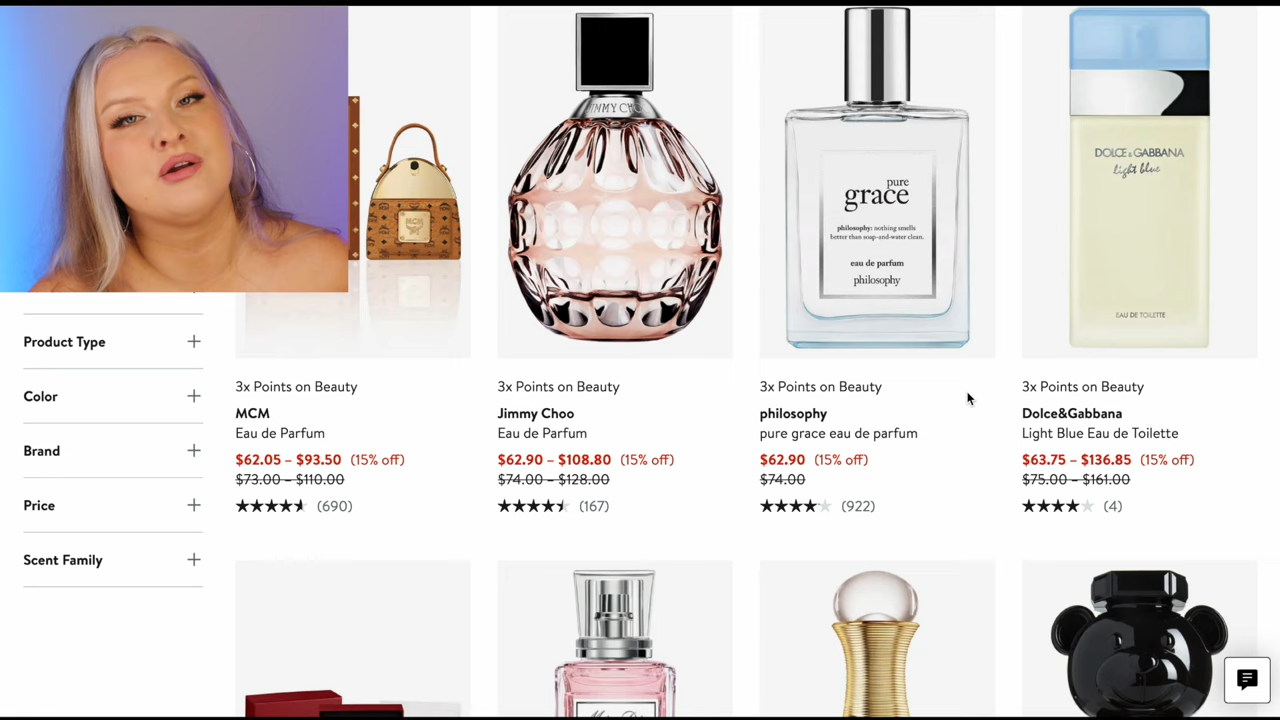 Product Type
Color
Brand
Price
Scent Family
MCM
JIMMY CHO
pure
grace
philosophy: nothing smells
better than soap-and-water clean.
eau de parfum
philosophy
DOLCE & GABBANA
light blue
EAU DE TOILETTE
3x Points on Beauty
MCM
Eau de Parfum
$62.05 – $93.50 (15% off)
$73.00 – $110.00
(690)
3x Points on Beauty
Jimmy Choo
Eau de Parfum
$62.90 – $108.80 (15% off)
$74.00 – $128.00
(167)
3x Points on Beauty
philosophy
pure grace eau de parfum
$62.90 (15% off)
$74.00
(922)
3x Points on Beauty
Dolce&Gabbana
Light Blue Eau de Toilette
$63.75 – $136.85 (15% off)
$75.00 – $161.00
(4)